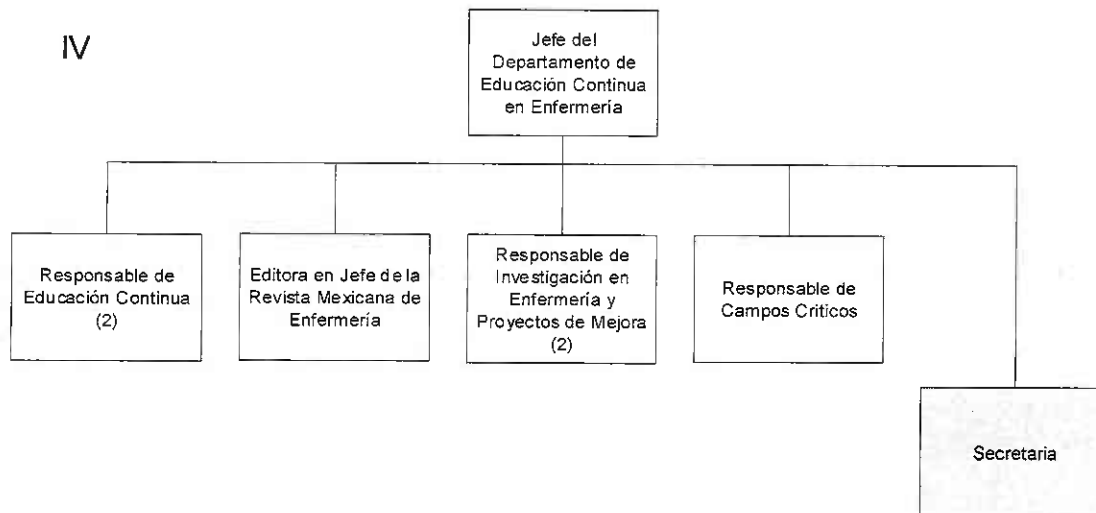 IV
Jefe del
Departamento de
Educación Continua
en Enfermería
Responsable de
Educación Continua
(2)
Editora en Jefe de la
Revista Mexicana de
Enfermería
Responsable de
Investigación en
Enfermería y
Proyectos de Mejora
(2)
Responsable de
Campos Criticos
Secretaria